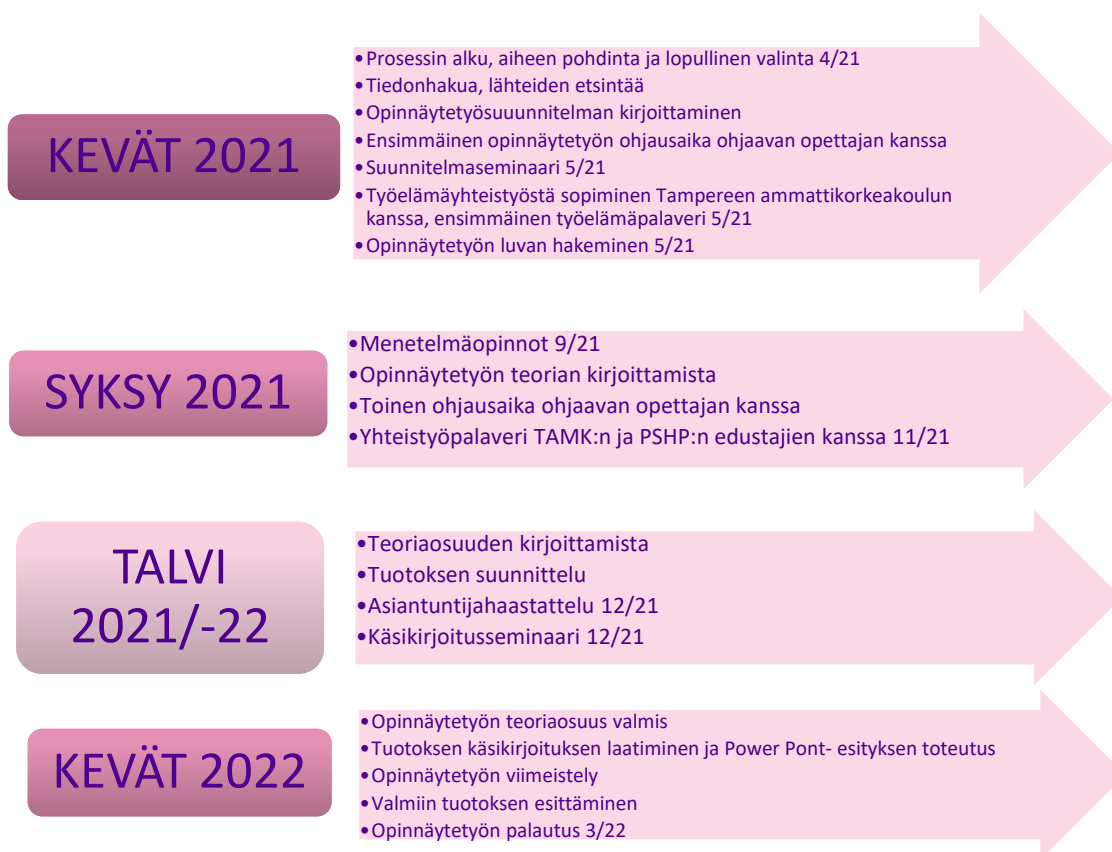 KEVÄT 2021
•Prosessin alku, aiheen pohdinta ja lopullinen valinta 4/21
•Tiedonhakua, lähteiden etsintää
•Opinnäytetyösuuunnitelman kirjoittaminen
•Ensimmäinen opinnäytetyön ohjausaika ohjaavan opettajan kanssa
•Suunnitelmaseminaari 5/21
•Työelämäyhteistyöstä sopiminen Tampereen ammattikorkeakoulun
kanssa, ensimmäinen työelämäpalaveri 5/21
•Opinnäytetyön luvan hakeminen 5/21
SYKSY 2021
•Menetelmäopinnot 9/21
•Opinnäytetyön teorian kirjoittamista
•Toinen ohjausaika ohjaavan opettajan kanssa
•Yhteistyöpalaveri TAMK:n ja PSHP:n edustajien kanssa 11/21
TALVI
2021/-22
•Teoriaosuuden kirjoittamista
•Tuotoksen suunnittelu
•Asiantuntijahaastattelu 12/21
•Käsikirjoitusseminaari 12/21
KEVÄT 2022
•Opinnäytetyön teoriaosuus valmis
•Tuotoksen käsikirjoituksen laatiminen ja Power Pont- esityksen toteutus
•Opinnäytetyön viimeistely
•Valmiin tuotoksen esittäminen
•Opinnäytetyön palautus 3/22